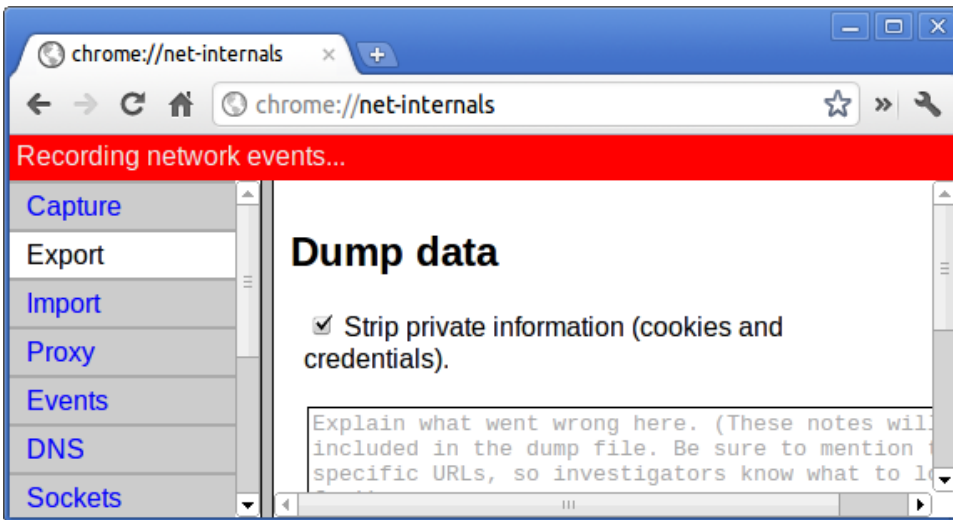 chrome://net-internals
chrome://net-internals
Recording network events...
Capture
Export
Import
Proxy
Events
DNS
Sockets
Dump data
Strip private information (cookies and
credentials).
Explain what went wrong here. (These notes will
included in the dump file. Be sure to mention
specific URLs, so investigators know what to